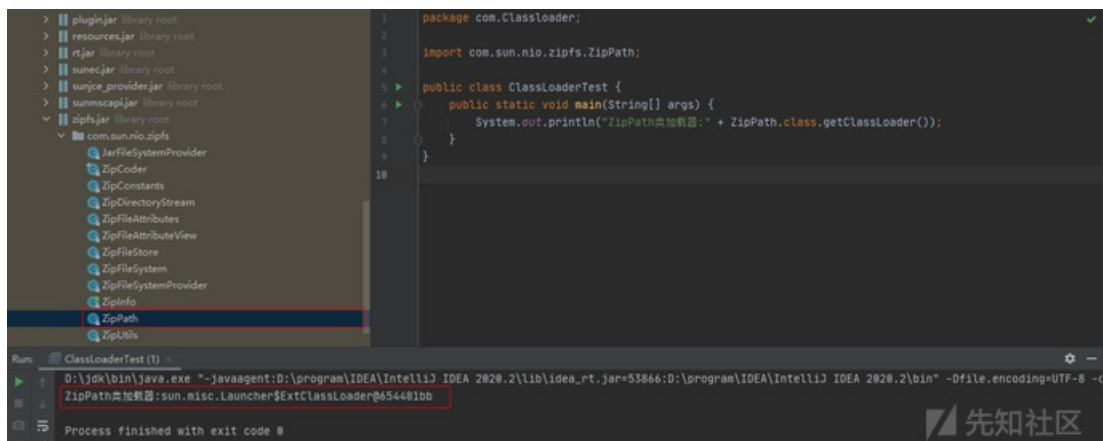 plugin.jar library root
resources.jar library root
rt.jar library root
sunec.jar library root
sunjce_provider.jar library root
sunmscapi.jar library root
zipfs.jar library root
com.sun.nio.zipfs
JarFileSystemProvider
ZipCoder
ZipConstants
ZipDirectoryStream
ZipFileAttributes
ZipFileAttributeView
ZipFileStore
ZipFileSystem
ZipFileSystemProvider
ZipInfo
ZipPath
ZipUtils
1 package com.Classloader;
2
3 import com.sun.nio.zipfs.ZipPath;
4
5 public class ClassLoaderTest {
6 public static void main(String[] args) {
7 System.out.println("ZipPath类加载器:" + ZipPath.class.getClassLoader());
8 }
9 }
10
Run: ClassLoaderTest (1) ×
D:\jdk\bin\java.exe "-javaagent:D:\program\IDEA\IntelliJ IDEA 2020.2\lib\idea_rt.jar=53866:D:\program\IDEA\IntelliJ IDEA 2020.2\bin" -Dfile.encoding=UTF-8 -c
ZipPath类加载器:sun.misc.Launcher$ExtClassLoader@654481bb
Process finished with exit code 0
先知社区